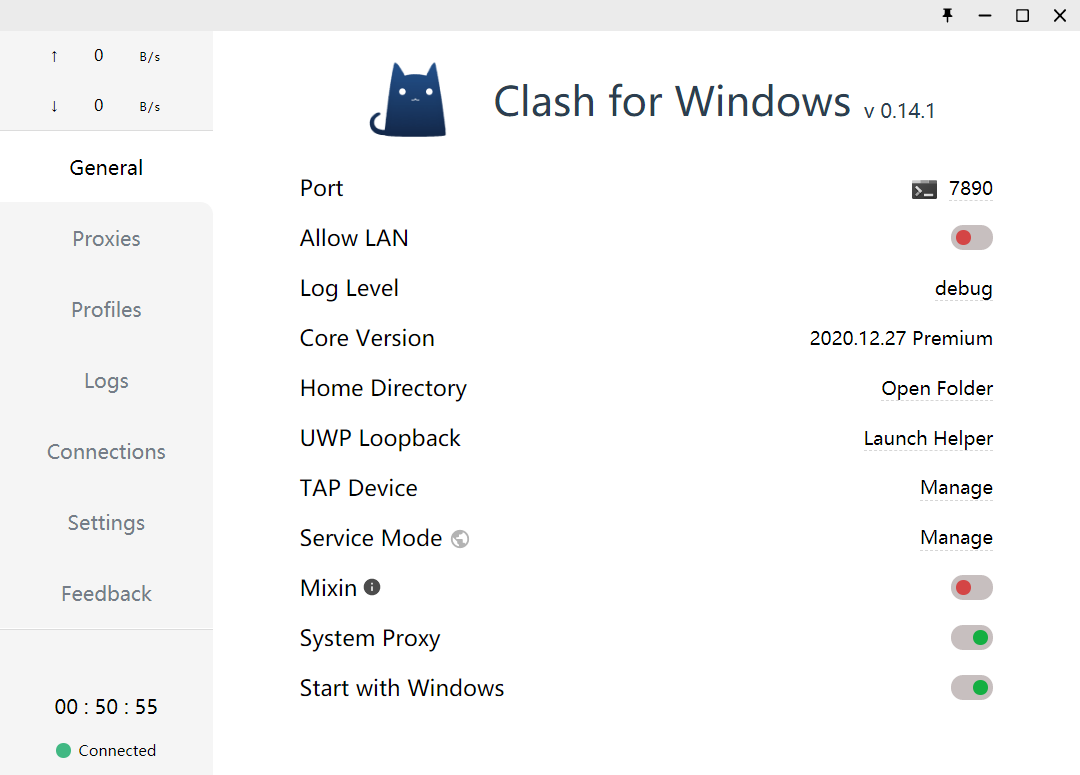 ↑ 0 B/s
↓ 0 B/s
General
Proxies
Profiles
Logs
Connections
Settings
Feedback
00 : 50 : 55
Connected
Clash for Windows v 0.14.1
Port 7890
Allow LAN
Log Level debug
Core Version 2020.12.27 Premium
Home Directory Open Folder
UWP Loopback Launch Helper
TAP Device Manage
Service Mode Manage
Mixin
System Proxy
Start with Windows